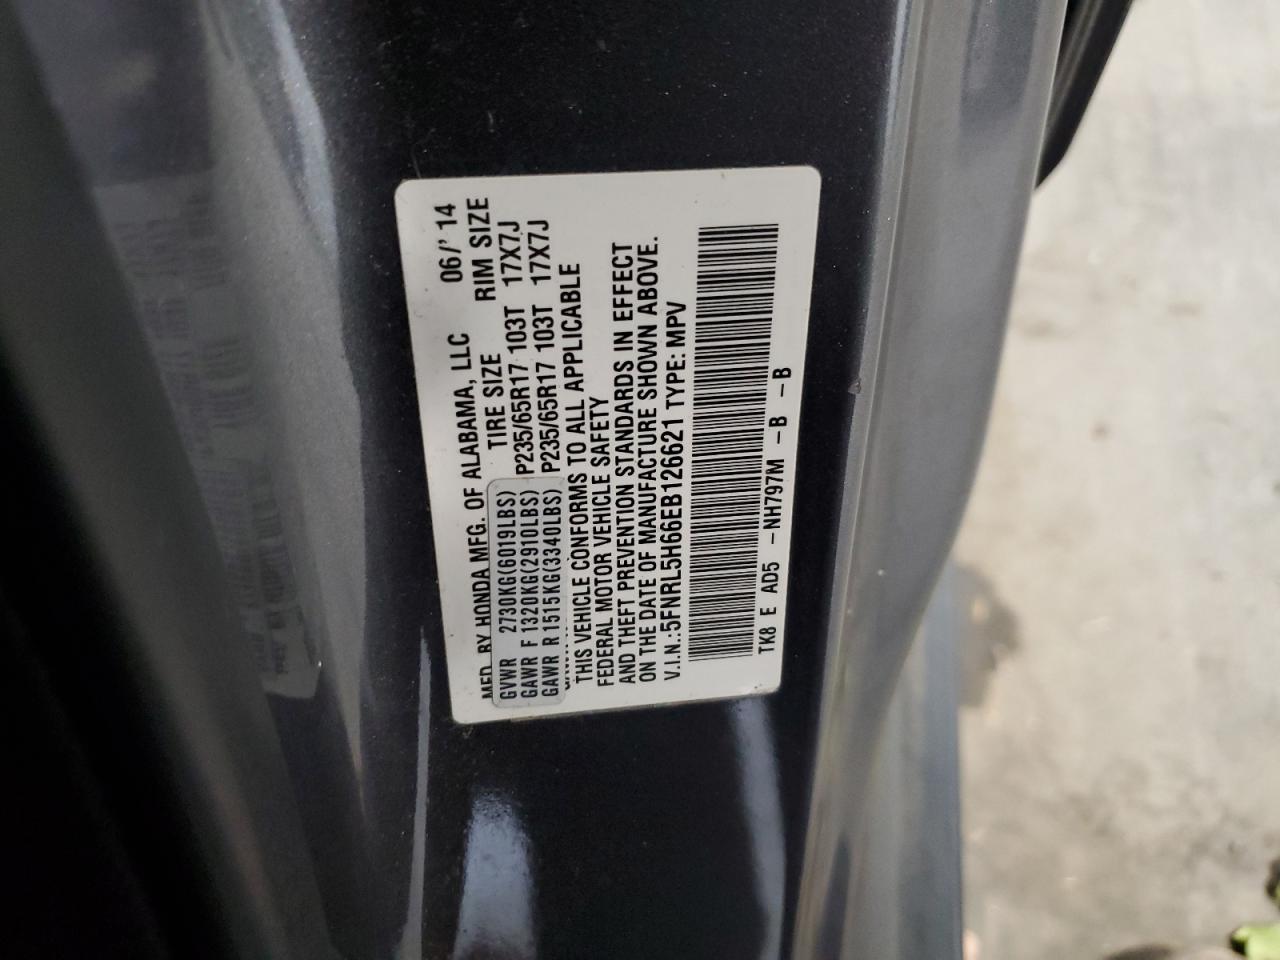 MFD. BY HONDA MFG. OF ALABAMA, LLC 06/' 14
TIRE SIZE RIM SIZE
GVWR 2730KG(6019LBS)
GAWR F 1320KG(2910LBS) P235/65R17 103T 17X7J
GAWR R 1515KG(3340LBS) P235/65R17 103T 17X7J
THIS VEHICLE CONFORMS TO ALL APPLICABLE
FEDERAL MOTOR VEHICLE SAFETY
AND THEFT PREVENTION STANDARDS IN EFFECT
ON THE DATE OF MANUFACTURE SHOWN ABOVE.
V.I.N.:5FNRL5H66EB126621 TYPE: MPV
TK8 E AD5 -NH797M -B -B